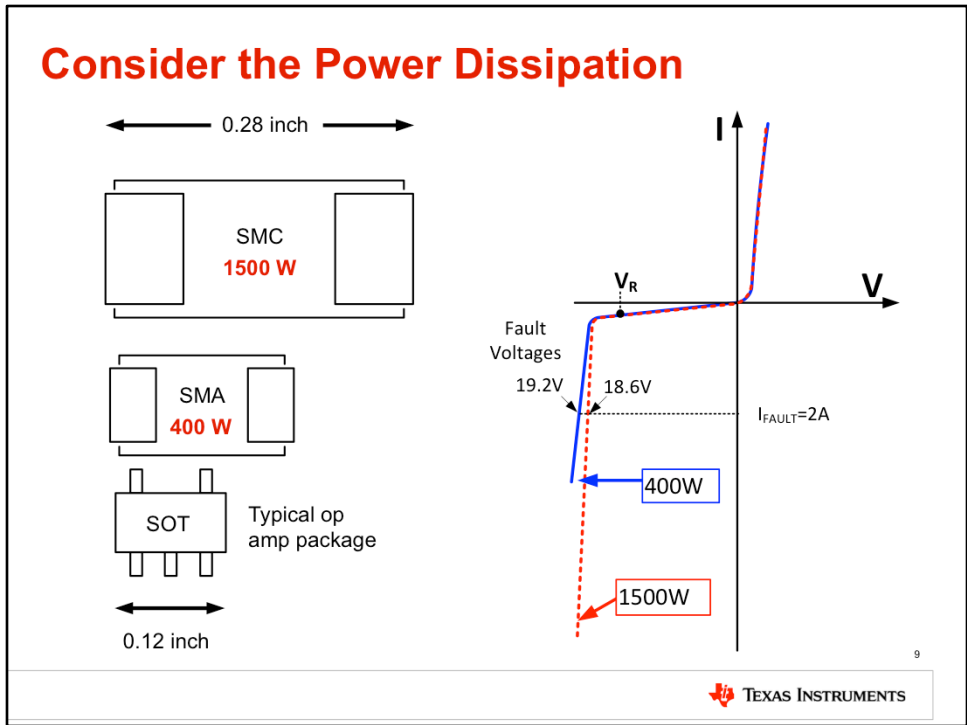 Consider the Power Dissipation
0.28 inch
SMC
1500 W
SMA
400 W
SOT
Typical op
amp package
0.12 inch
I
V
VR
Fault
Voltages
19.2V
18.6V
IFAULT=2A
400W
1500W
9
TEXAS INSTRUMENTS